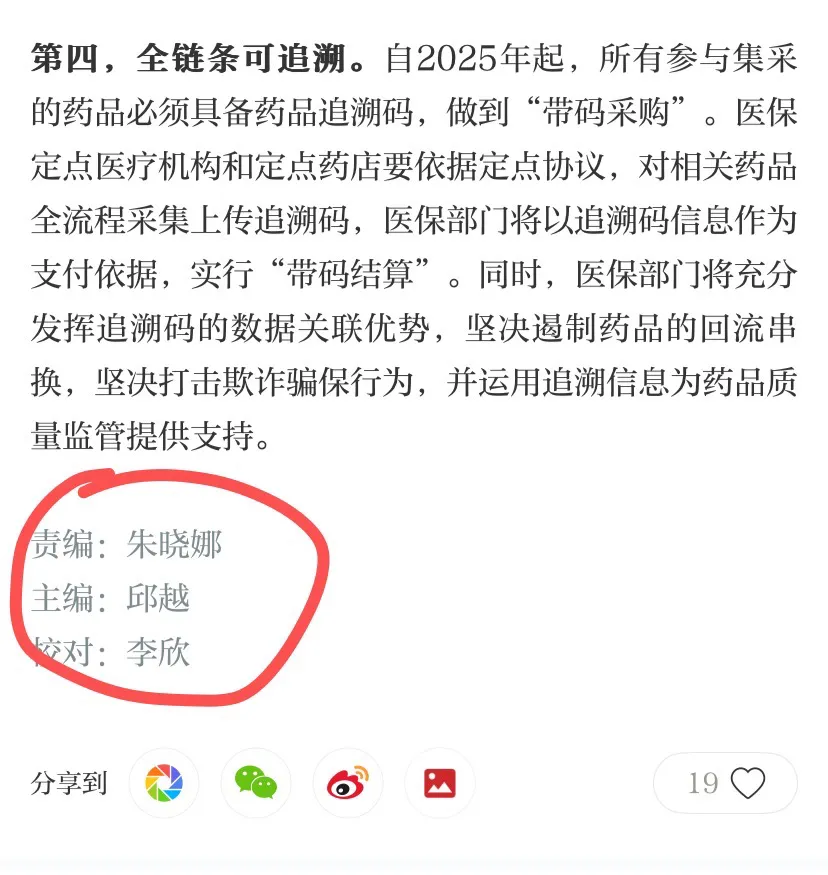 第四，全链条可追溯。自2025年起，所有参与集采
的药品必须具备药品追溯码，做到“带码采购”。医保
定点医疗机构和定点药店要依据定点协议，对相关药品
全流程采集上传追溯码，医保部门将以追溯码信息作为
支付依据，实行“带码结算”。同时，医保部门将充分
发挥追溯码的数据关联优势，坚决遏制药品的回流串
换，坚决打击欺诈骗保行为，并运用追溯信息为药品质
量监管提供支持。
责编：朱晓娜
主编：邱越
校对：李欣
分享到
19